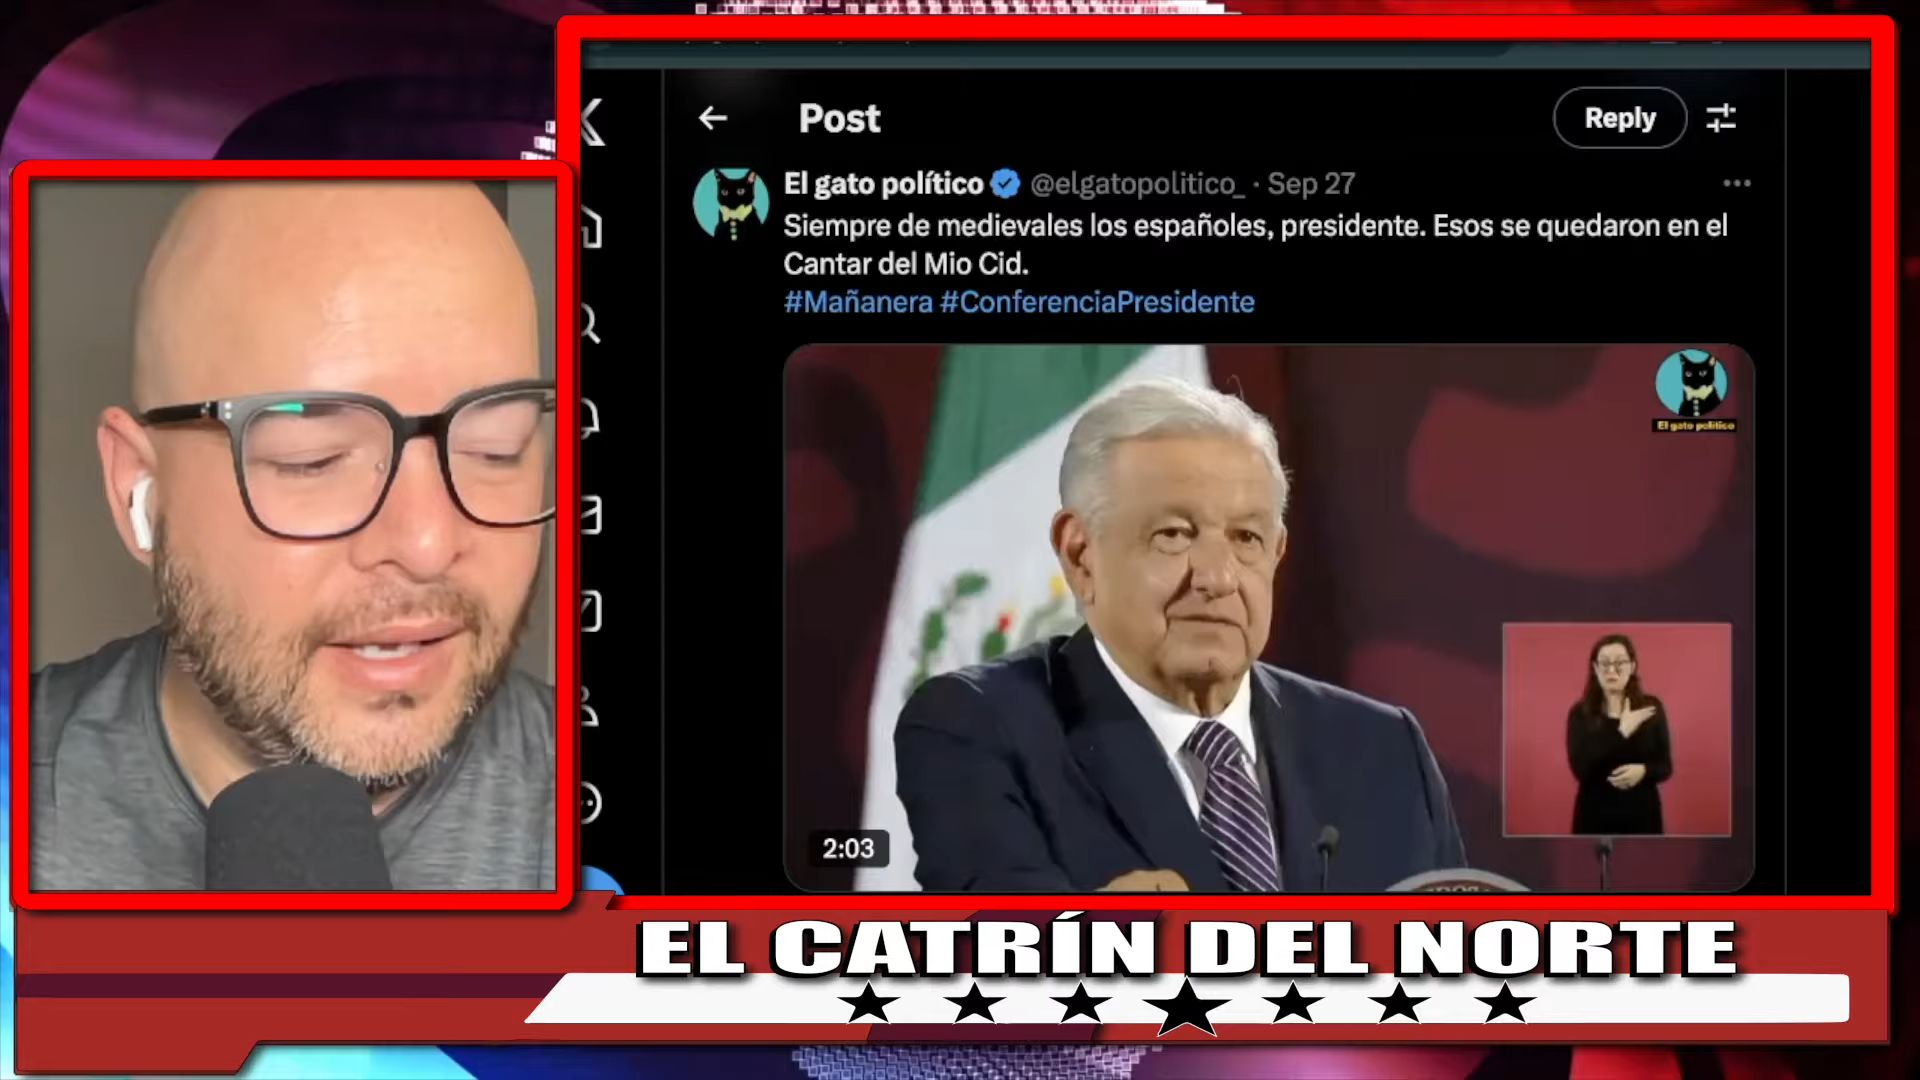 Post
Reply
El gato político @elgatopolitico_ · Sep 27
Siempre de medievales los españoles, presidente. Esos se quedaron en el
Cantar del Mio Cid.
#Mañanera #ConferenciaPresidente
El gato político
2:03
EL CATRÍN DEL NORTE